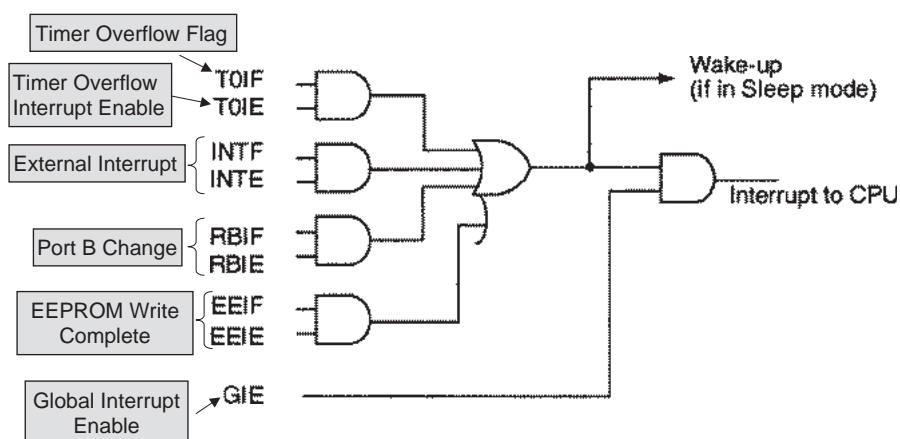 Timer Overflow Flag
T0IF
Timer Overflow
Interrupt Enable
T0IE
Wake-up
(if in Sleep mode)
External Interrupt
INTF
INTE
Interrupt to CPU
Port B Change
RBIF
RBIE
EEPROM Write
Complete
EEIF
EEIE
Global Interrupt
Enable
GIE